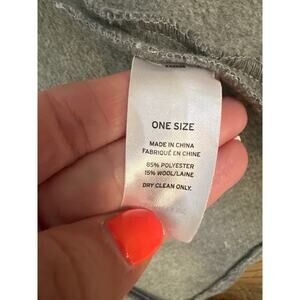 ONE SIZE
MADE IN CHINA
FABRIQUÉ EN CHINE
85% POLYESTER
15% WOOL/LAINE
DRY CLEAN ONLY.